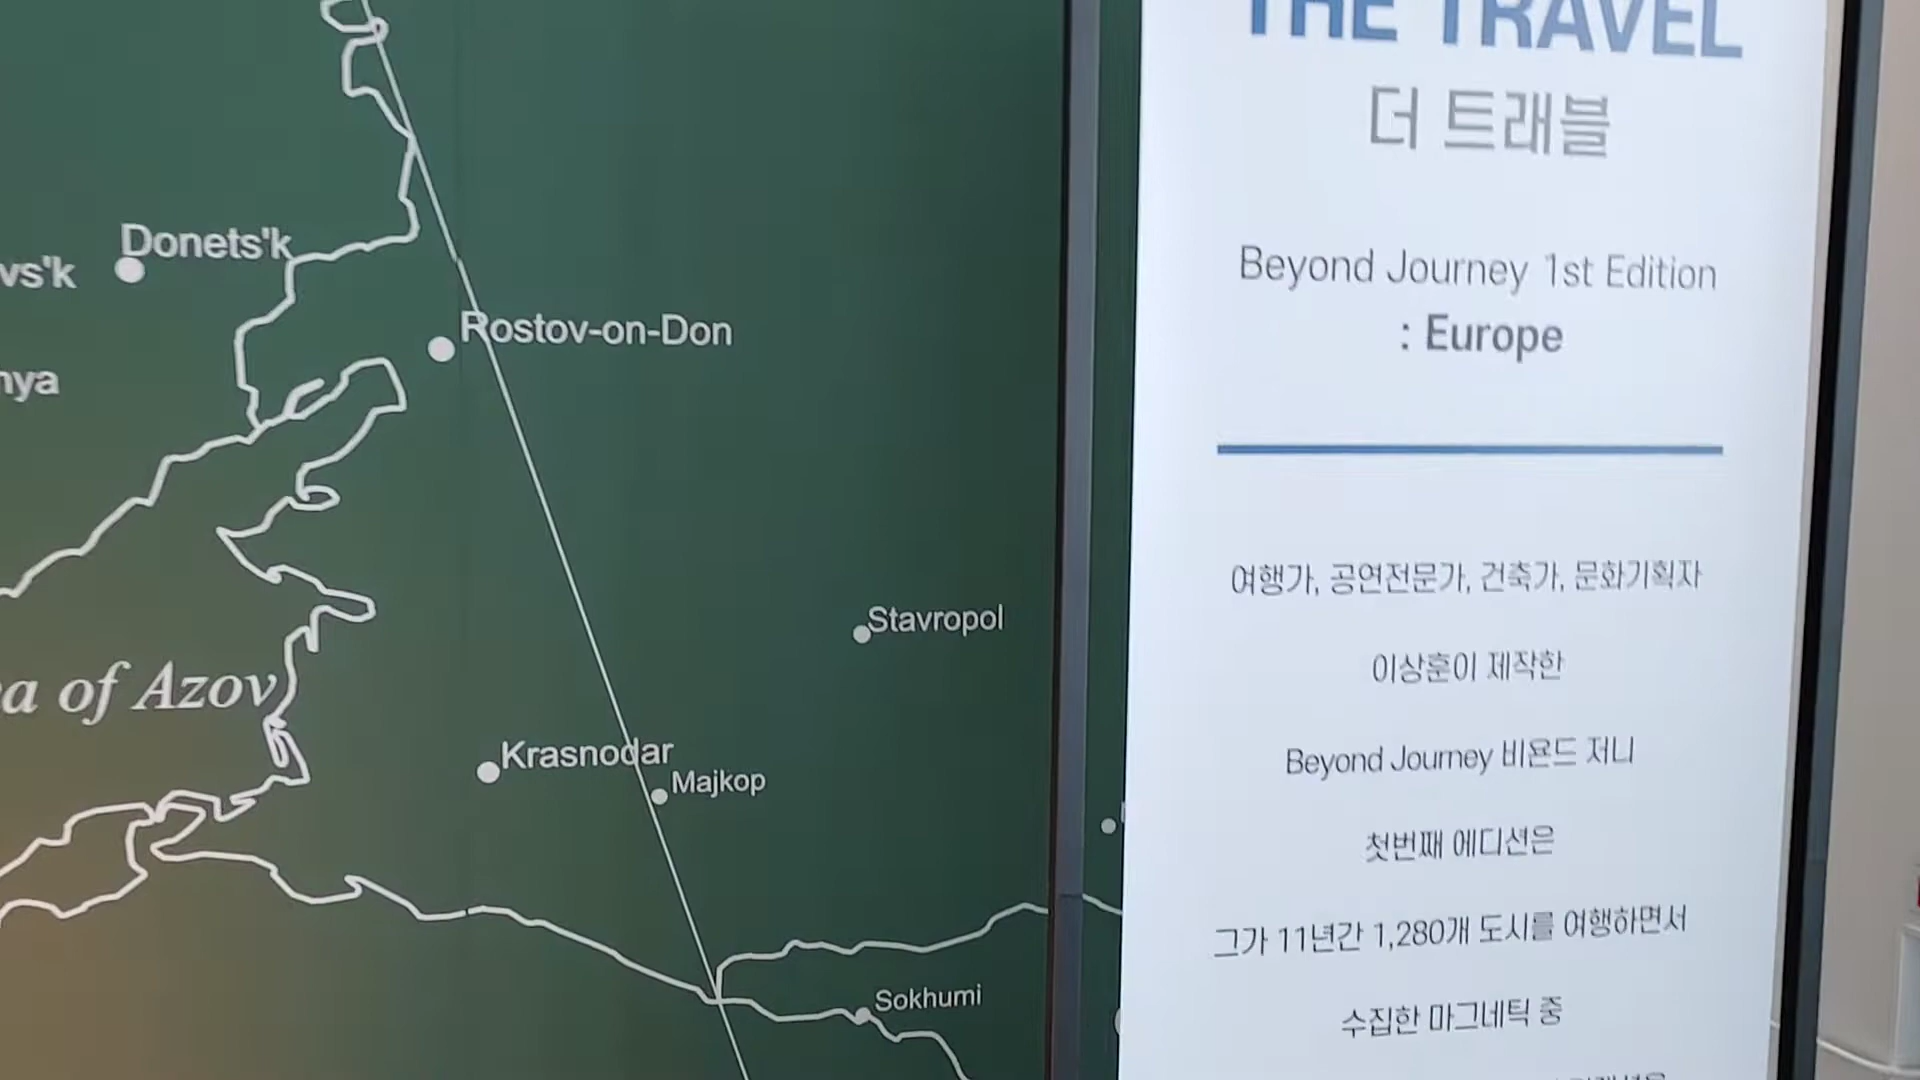 Donets'k
vs'k
Rostov-on-Don
nya
Stavropol
a of Azov
Krasnodar
Majkop
Sokhumi
THE TRAVEL
더 트래블
Beyond Journey 1st Edition
: Europe
여행가, 공연전문가, 건축가, 문화기획자
이상훈이 제작한
Beyond Journey 비욘드 저니
첫번째 에디션은
그가 11년간 1,280개 도시를 여행하면서
수집한 마그네틱 중